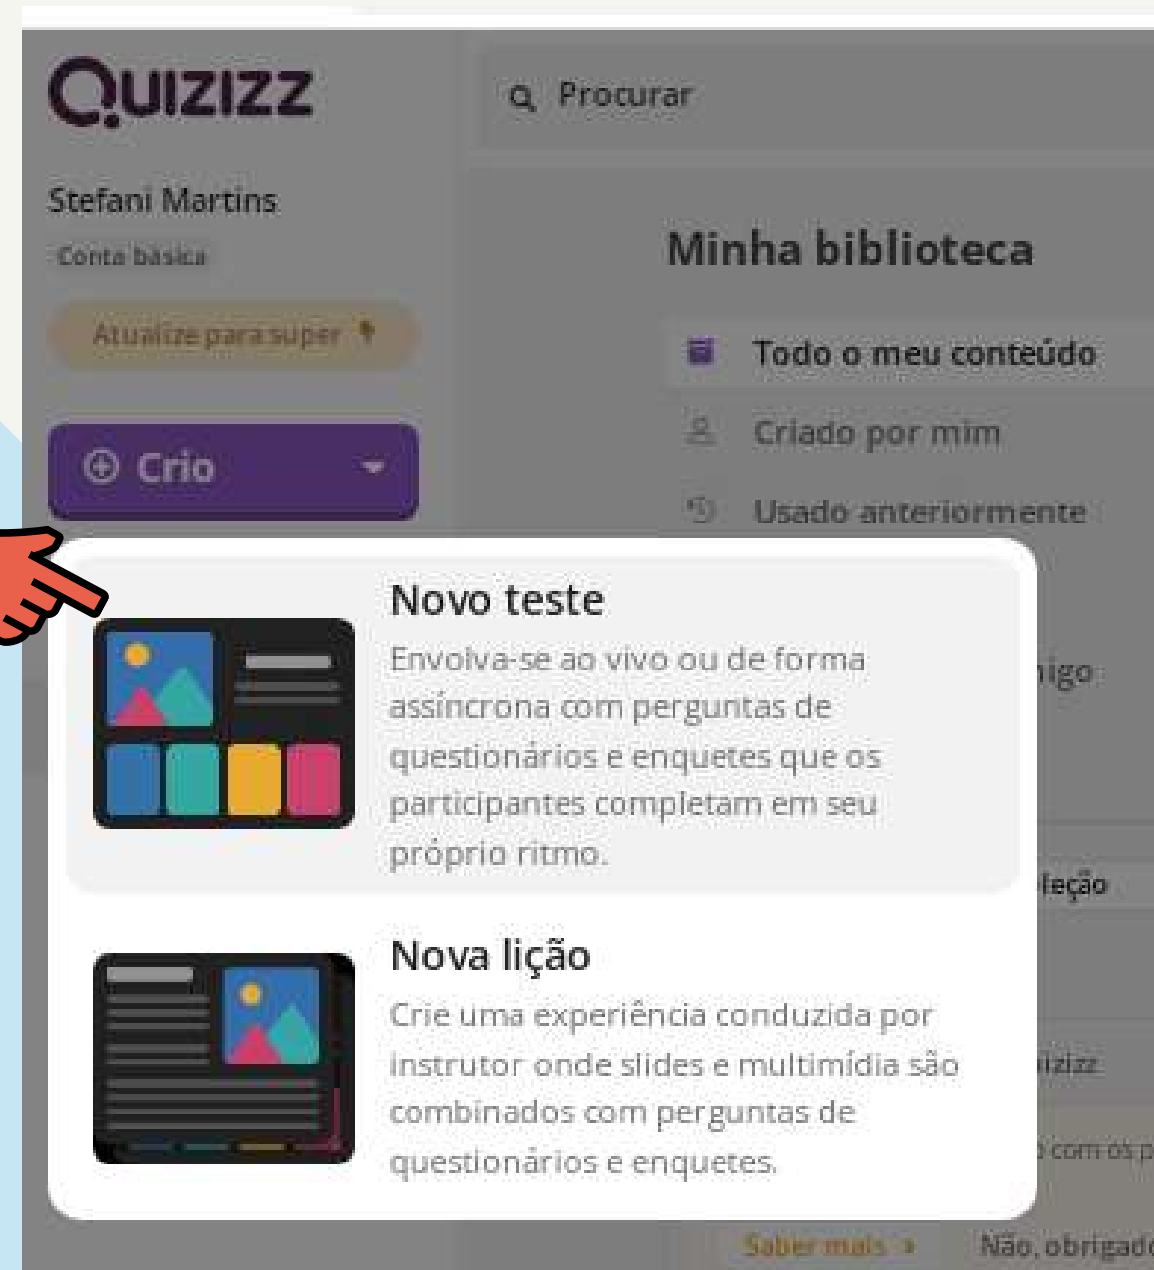 Quizizz
Procurar
Stefani Martins
Conta básica
Atualize para super
Crio
Minha biblioteca
Todo o meu conteúdo
Criado por mim
Usado anteriormente
Novo teste
Envolva-se ao vivo ou de forma
assíncrona com perguntas de
questionários e enquetes que os
participantes completam em seu
próprio ritmo.
Nova lição
Crie uma experiência conduzida por
instrutor onde slides e multimídia são
combinados com perguntas de
questionários e enquetes.
com os
Saber mais
Não, obrigado